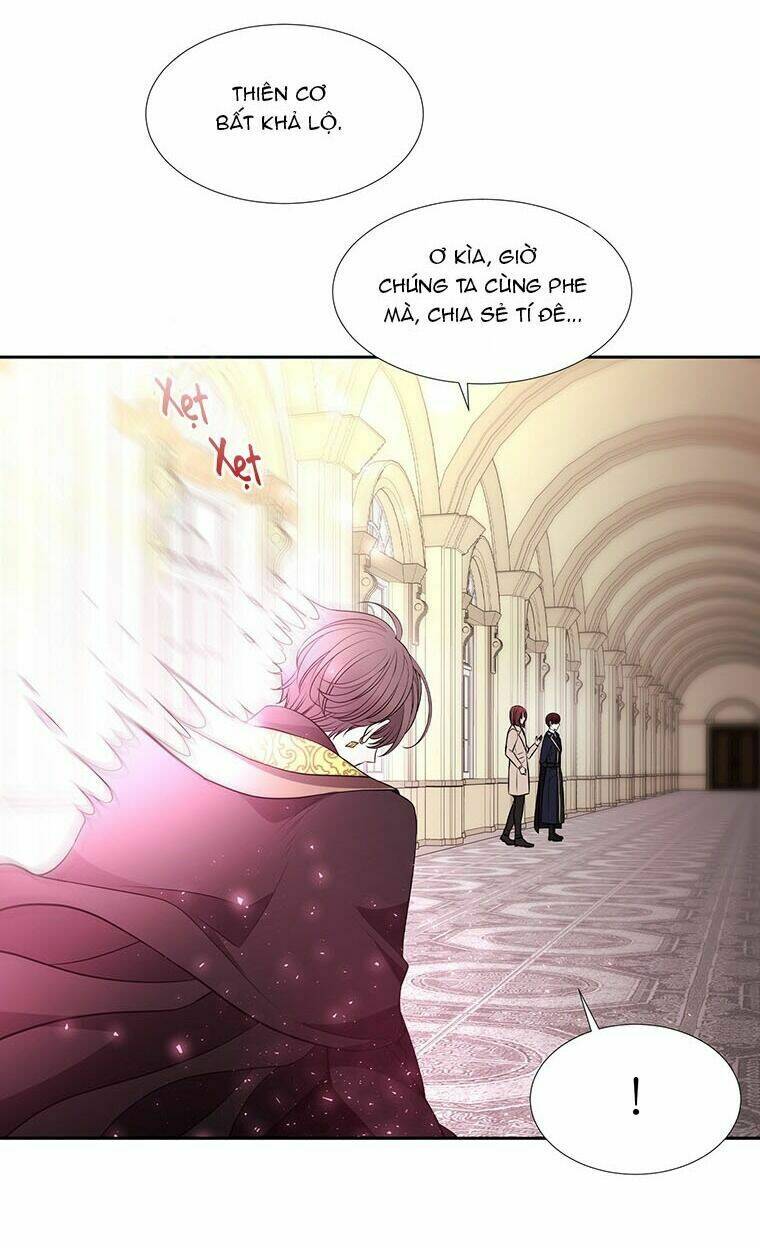 THIÊN CƠ
BẤT KHẢ LỘ.
Ơ KÌA, GIỜ
CHÚNG TA CÙNG PHE
MÀ, CHIA SẺ TÍ ĐÊ...
Xẹt
Xẹt
!